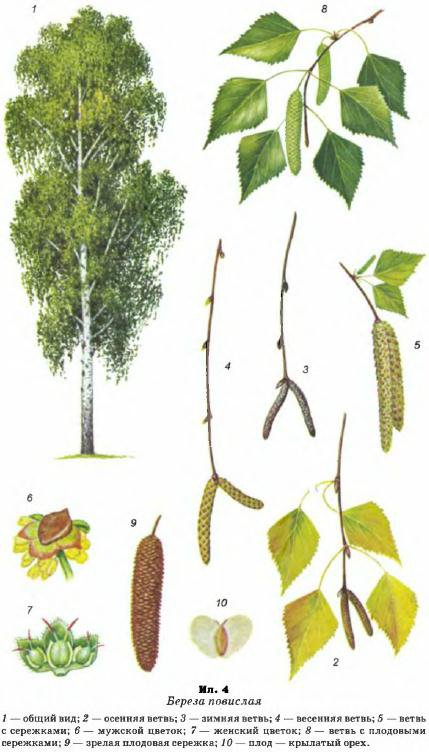 1
8
5
4
3
6
9
7
10
2
Ил. 4
Береза повислая
1 — общий вид; 2 — осенняя ветвь; 3 — зимняя ветвь; 4 — весенняя ветвь; 5 — ветвь
с сережками; 6 — мужской цветок; 7 — женский цветок; 8 — ветвь с плодовыми
сережками; 9 — зрелая плодовая сережка; 10 — плод — крылатый орех.